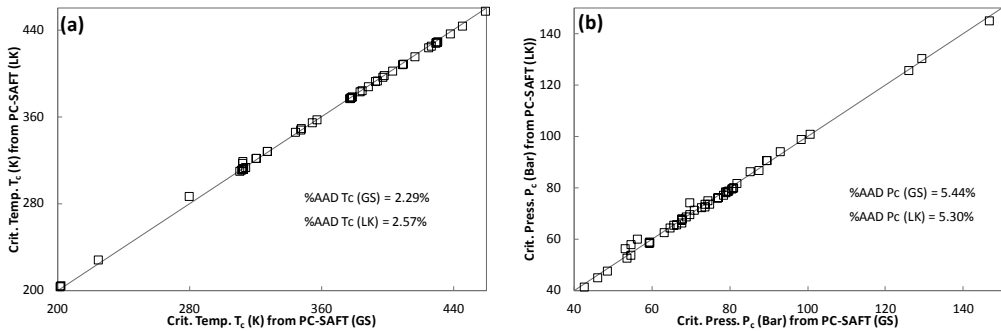 (a)
Crit. Temp. Tc (K) from PC-SAFT (LK)
440
360
280
200
%AAD Tc (GS) = 2.29%
%AAD Tc (LK) = 2.57%
200
280
360
440
Crit. Temp. Tc (K) from PC-SAFT (GS)
(b)
Crit. Press. Pc (Bar) from PC-SAFT (LK))
140
120
100
80
60
40
%AAD Pc (GS) = 5.44%
%AAD Pc (LK) = 5.30%
40
60
80
100
120
140
Crit. Press. Pc (Bar) from PC-SAFT (GS)